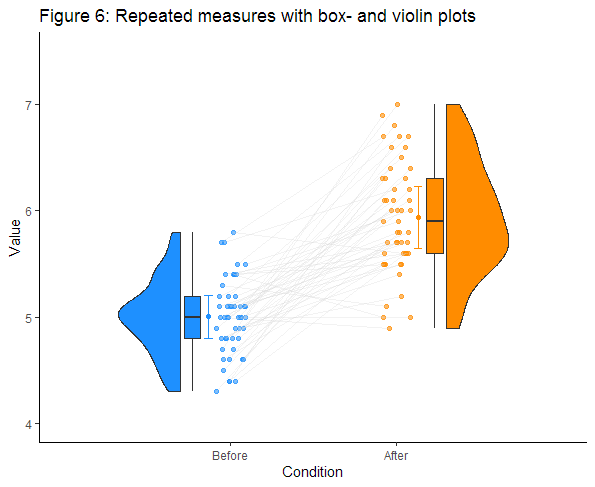 Figure 6: Repeated measures with box- and violin plots
7
6
5
4
Value
Before
After
Condition